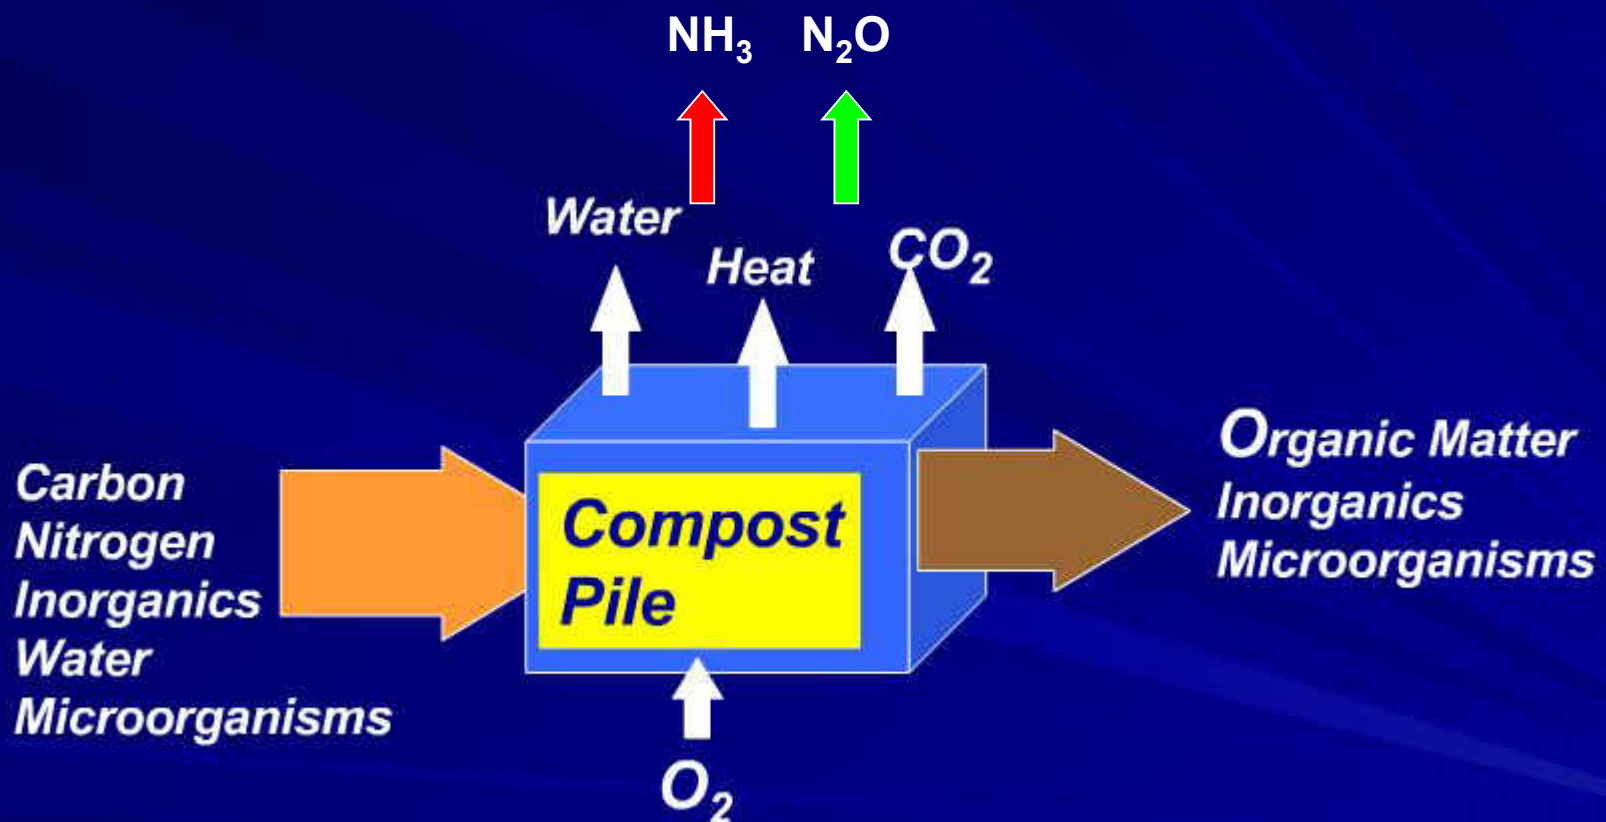 NH₃ N₂O
Water
Heat
CO₂
Carbon
Nitrogen
Inorganics
Water
Microorganisms
Compost
Pile
Organic Matter
Inorganics
Microorganisms
O₂